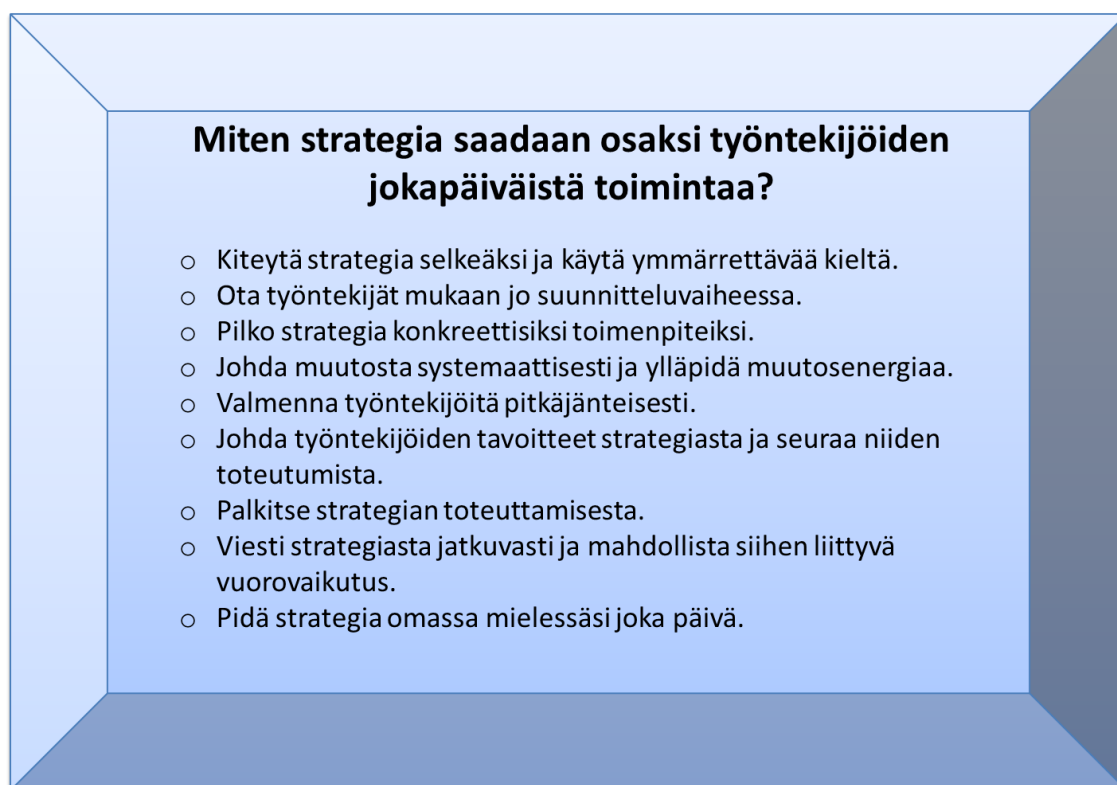 Miten strategia saadaan osaksi työntekijöiden
jokapäiväistä toimintaa?
o Kiteytä strategia selkeäksi ja käytä ymmärrettävää kieltä.
o Ota työntekijät mukaan jo suunnitteluvaiheessa.
o Pilko strategia konkreettisiksi toimenpiteiksi.
o Johda muutosta systemaattisesti ja ylläpidä muutosenergiaa.
o Valmenna työntekijöitä pitkäjänteisesti.
o Johda työntekijöiden tavoitteet strategiasta ja seuraa niiden
toteutumista.
o Palkitse strategian toteuttamisesta.
o Viesti strategiasta jatkuvasti ja mahdollista siihen liittyvä
vuorovaikutus.
o Pidä strategia omassa mielessäsi joka päivä.